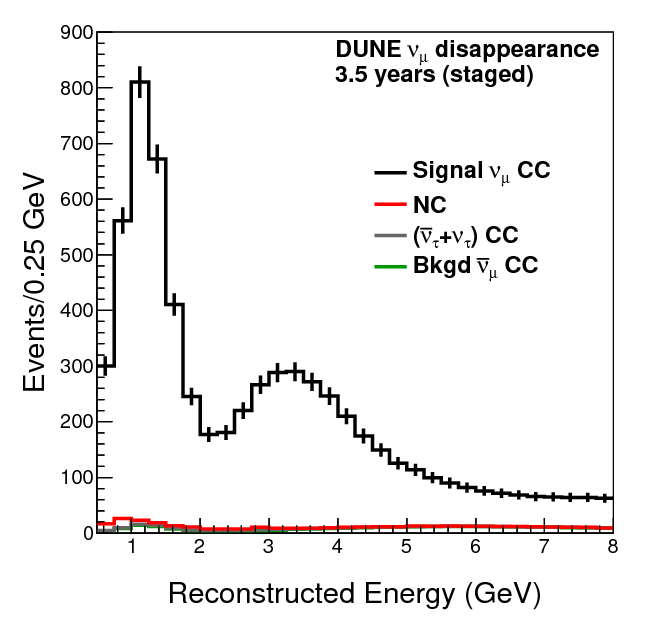 DUNE νμ disappearance
3.5 years (staged)
Signal νμ CC
NC
(ν̅τ+ντ) CC
Bkgd ν̅μ CC
Events/0.25 GeV
900
800
700
600
500
400
300
200
100
0
1 2 3 4 5 6 7 8
Reconstructed Energy (GeV)